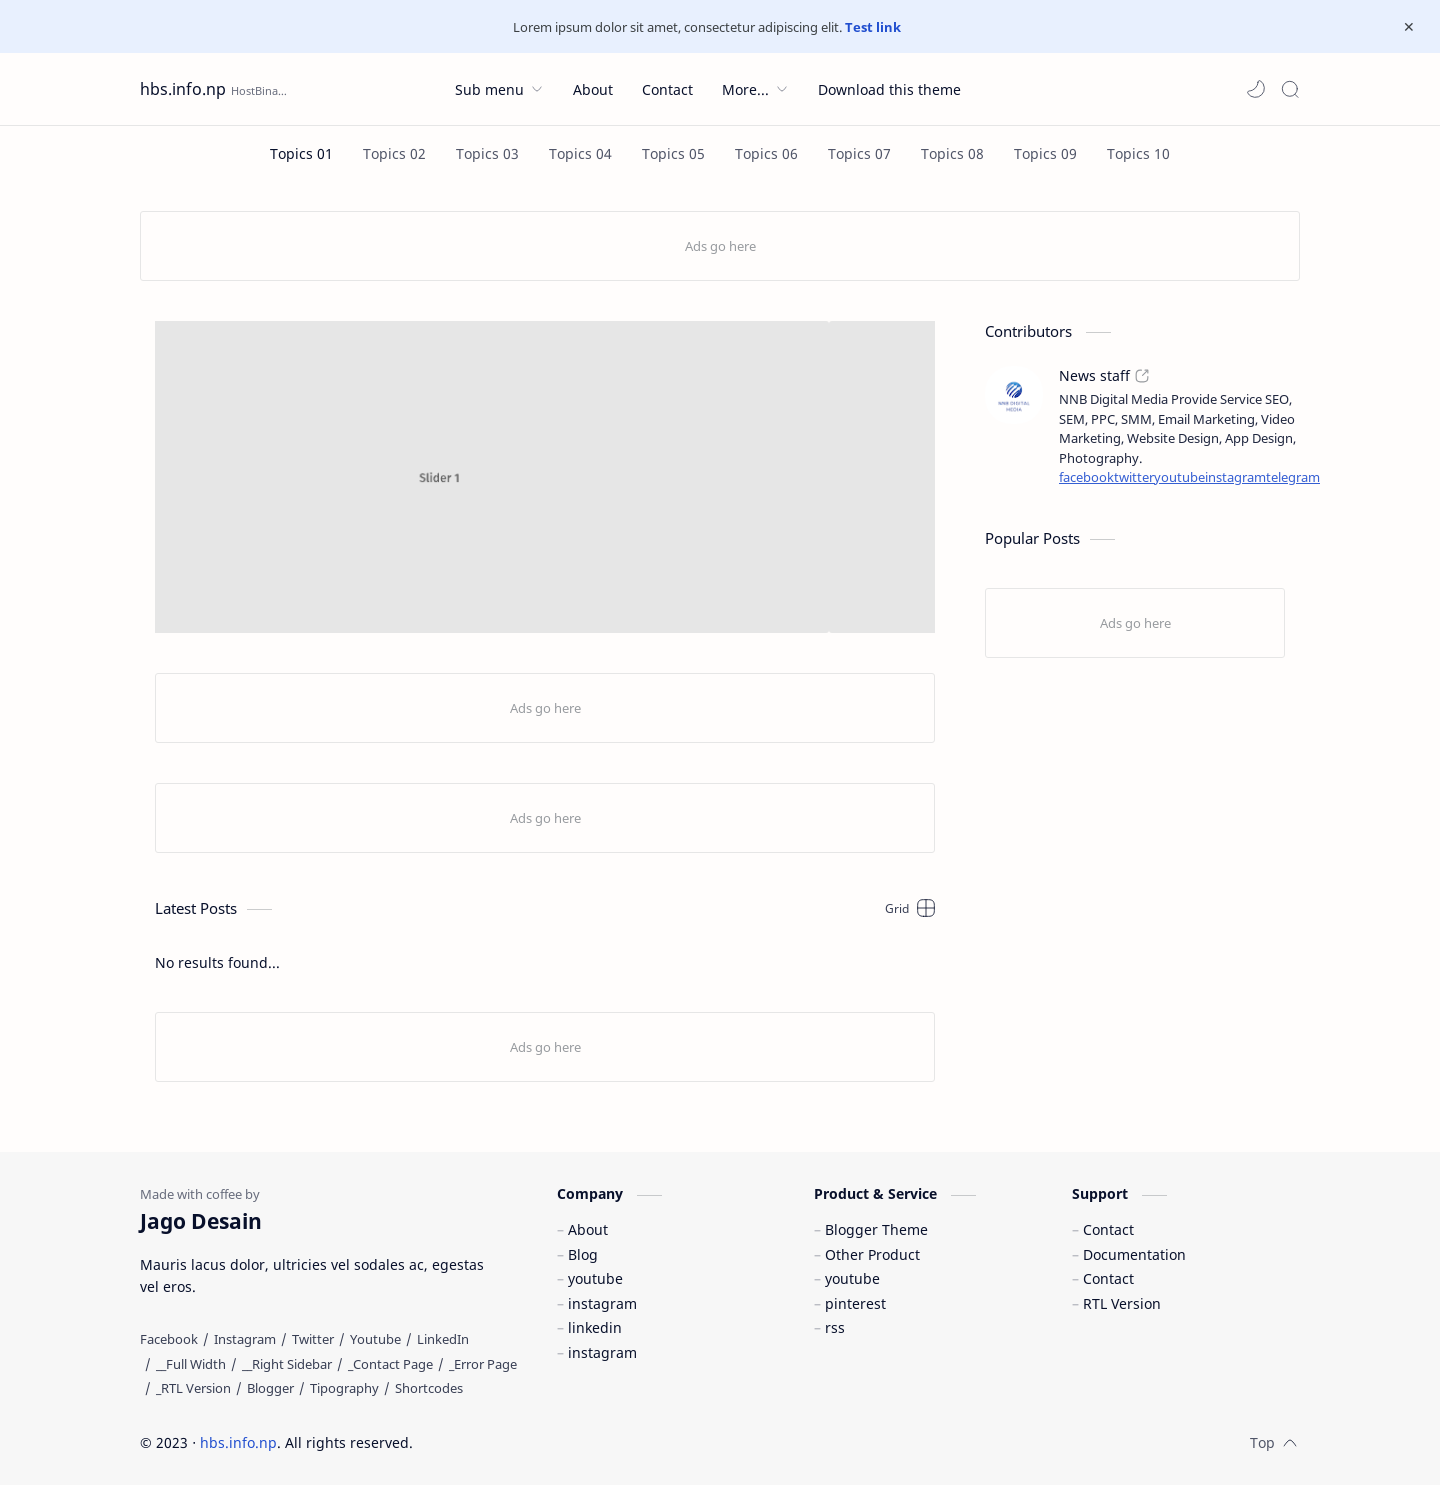 Lorem ipsum dolor sit amet, consectetur adipiscing elit. Test link ✕
hbs.info.np HostBina...
Sub menu
About
Contact
More...
Download this theme
Topics 01
Topics 02
Topics 03
Topics 04
Topics 05
Topics 06
Topics 07
Topics 08
Topics 09
Topics 10
Ads go here
Slider 1
Ads go here
Ads go here
Latest Posts
Grid
No results found...
Ads go here
Contributors
NNB DIGITAL
MEDIA
News staff
NNB Digital Media Provide Service SEO,
SEM, PPC, SMM, Email Marketing, Video
Marketing, Website Design, App Design,
Photography.
facebooktwitteryoutubeinstagramtelegram
Popular Posts
Ads go here
Made with coffee by
Jago Desain
Mauris lacus dolor, ultricies vel sodales ac, egestas
vel eros.
Facebook / Instagram / Twitter / Youtube / LinkedIn
/ __Full Width / __Right Sidebar / _Contact Page / _Error Page
/ _RTL Version / Blogger / Tipography / Shortcodes
Company
– About
– Blog
– youtube
– instagram
– linkedin
– instagram
Product & Service
– Blogger Theme
– Other Product
– youtube
– pinterest
– rss
Support
– Contact
– Documentation
– Contact
– RTL Version
© 2023 · hbs.info.np. All rights reserved.
Top